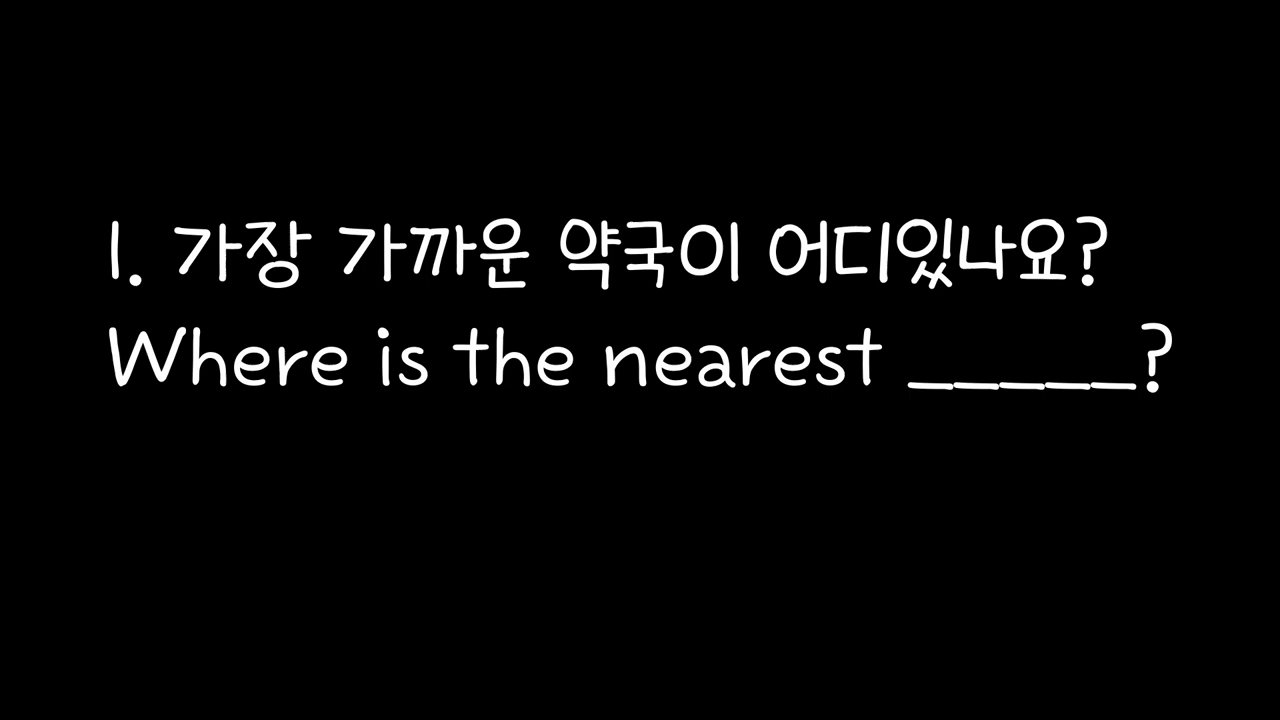 1. 가장 가까운 약국이 어디있나요?
Where is the nearest _____?